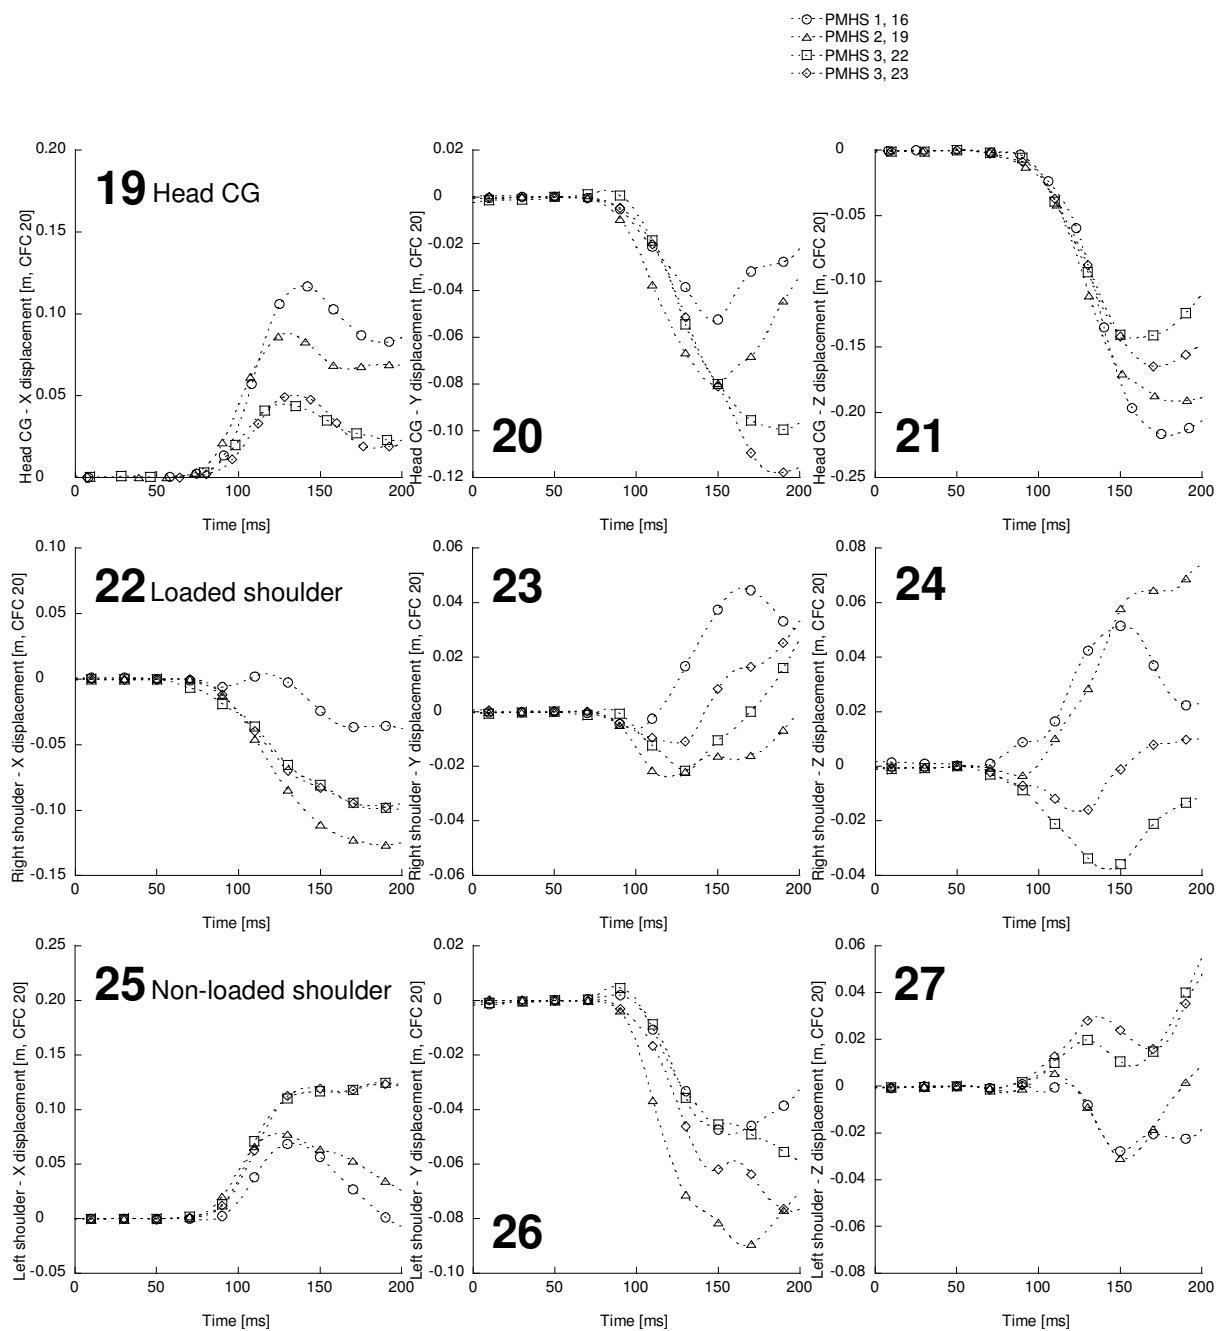 PMHS 1, 16
PMHS 2, 19
PMHS 3, 22
PMHS 3, 23
Head CG - X displacement [m, CFC 20]
0.20
0.15
0.10
0.05
0
19 Head CG
0 50 100 150 200
Time [ms]
Head CG - Y displacement [m, CFC 20]
0.02
0
-0.02
-0.04
-0.06
-0.08
-0.10
-0.12
20
0 50 100 150 200
Time [ms]
Head CG - Z displacement [m, CFC 20]
0
-0.05
-0.10
-0.15
-0.20
-0.25
21
0 50 100 150 200
Time [ms]
Right shoulder - X displacement [m, CFC 20]
0.10
0.05
0
-0.05
-0.10
-0.15
22 Loaded shoulder
0 50 100 150 200
Time [ms]
Right shoulder - Y displacement [m, CFC 20]
0.06
0.04
0.02
0
-0.02
-0.04
-0.06
23
0 50 100 150 200
Time [ms]
Right shoulder - Z displacement [m, CFC 20]
0.08
0.06
0.04
0.02
0
-0.02
-0.04
24
0 50 100 150 200
Time [ms]
Left shoulder - X displacement [m, CFC 20]
0.25
0.20
0.15
0.10
0.05
0
-0.05
25 Non-loaded shoulder
0 50 100 150 200
Time [ms]
Left shoulder - Y displacement [m, CFC 20]
0.02
0
-0.02
-0.04
-0.06
-0.08
-0.10
26
0 50 100 150 200
Time [ms]
Left shoulder - Z displacement [m, CFC 20]
0.06
0.04
0.02
0
-0.02
-0.04
-0.06
-0.08
27
0 50 100 150 200
Time [ms]